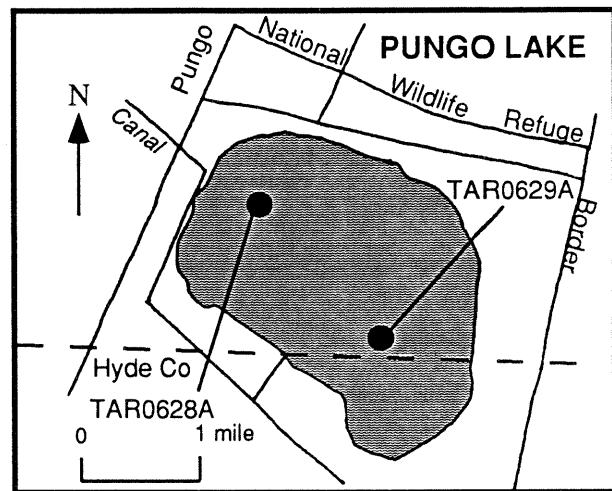 PUNGO LAKE
Pungo National Wildlife Refuge Border
N
Canal
TAR0629A
Hyde Co
TAR0628A
0 1 mile